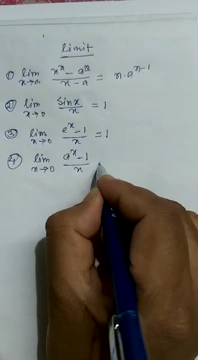 limit
① lim x→a (xⁿ - aⁿ)/(x - a) = n·aⁿ⁻¹
② lim x→0 sinx/x = 1
③ lim x→0 (eˣ-1)/x = 1
④ lim x→0 (aˣ-1)/x